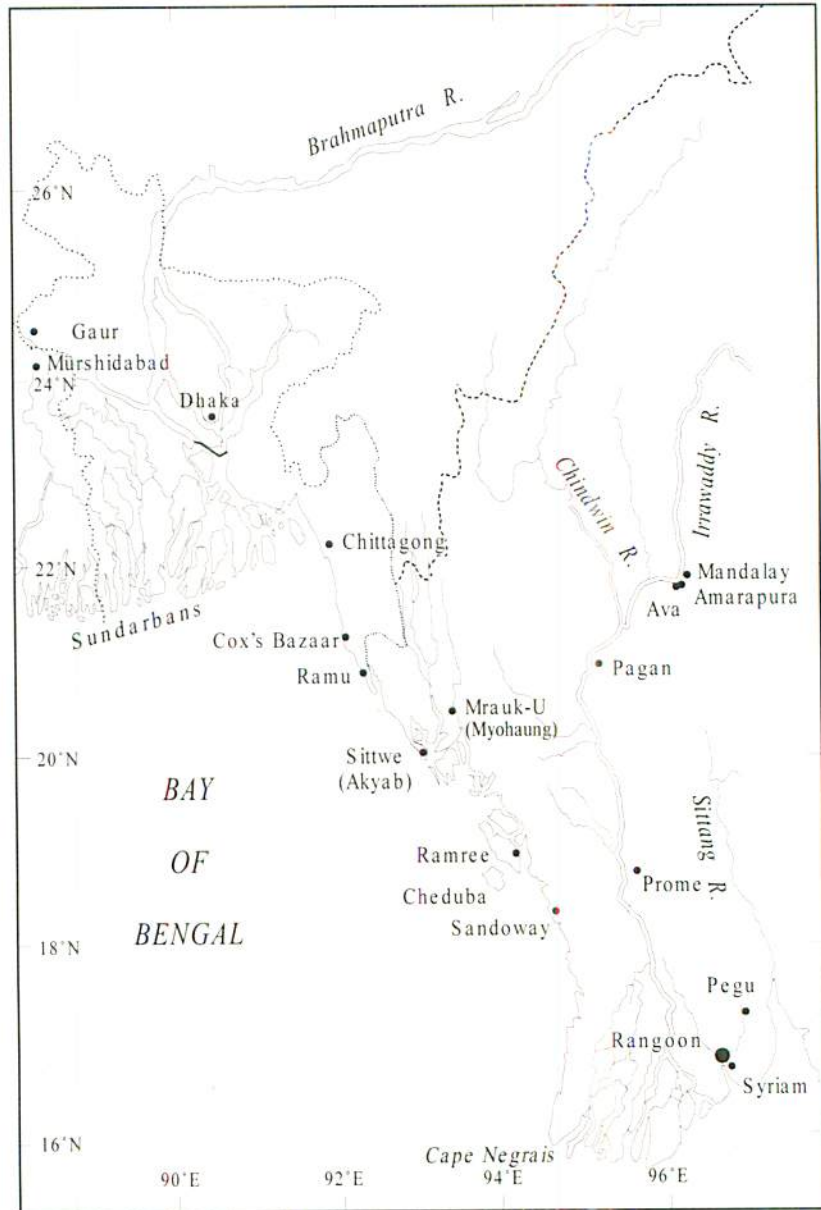 Brahmaputra R.
26°N
Gaur
Mürshidabad
24°N
Dhaka
Chindwin R.
Irrawaddy R.
Chittagong
22°N
Mandalay
Amarapura
Ava
Sundarbans
Cox's Bazaar
Ramu
Pagan
Mrauk-U
(Myohaung)
20°N
Sittwe
(Akyab)
BAY
OF
BENGAL
Sittang R.
Ramree
Prome
Cheduba
Sandoway
18°N
Pegu
Rangoon
Syriam
16°N
Cape Negrais
90°E
92°E
94°E
96°E